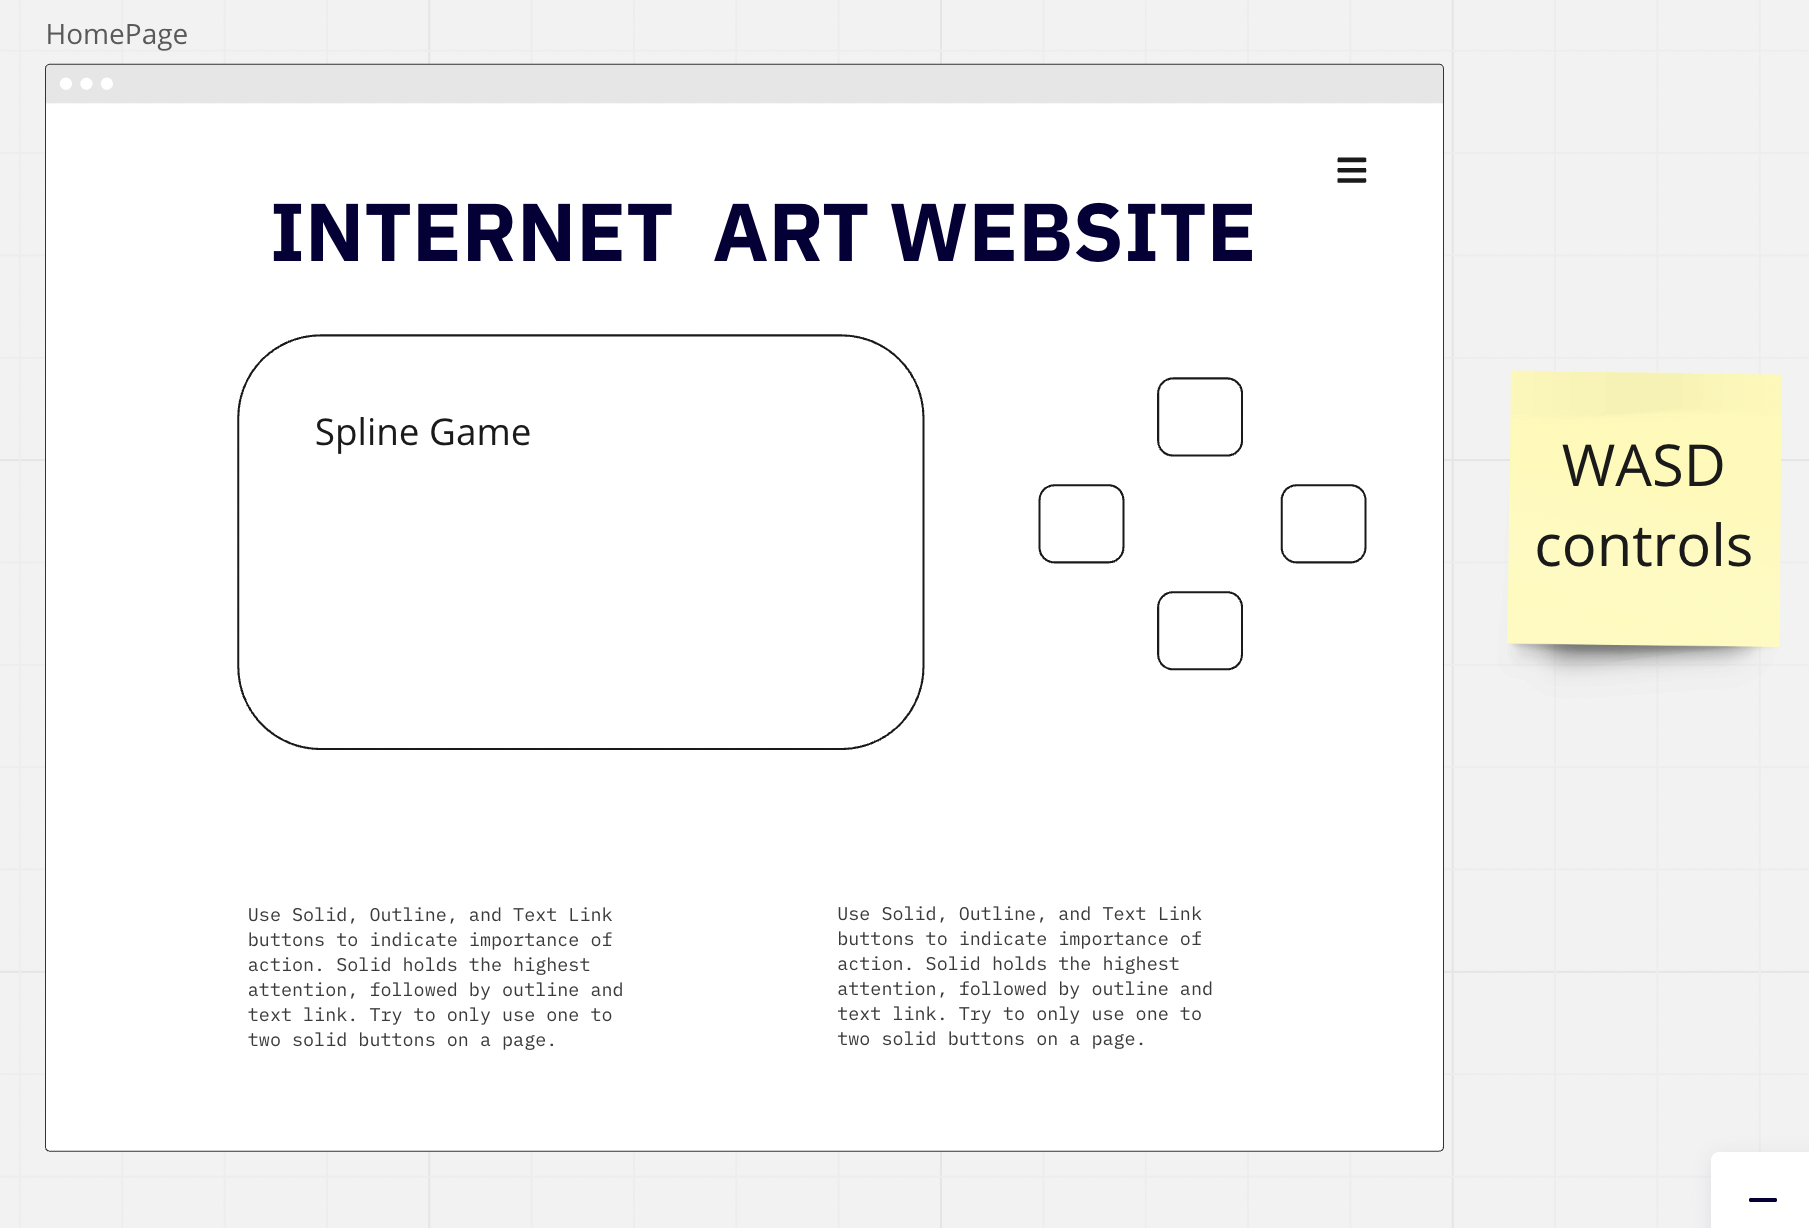 HomePage
INTERNET  ART WEBSITE
Spline Game
WASD
controls
Use Solid, Outline, and Text Link
buttons to indicate importance of
action. Solid holds the highest
attention, followed by outline and
text link. Try to only use one to
two solid buttons on a page.
Use Solid, Outline, and Text Link
buttons to indicate importance of
action. Solid holds the highest
attention, followed by outline and
text link. Try to only use one to
two solid buttons on a page.